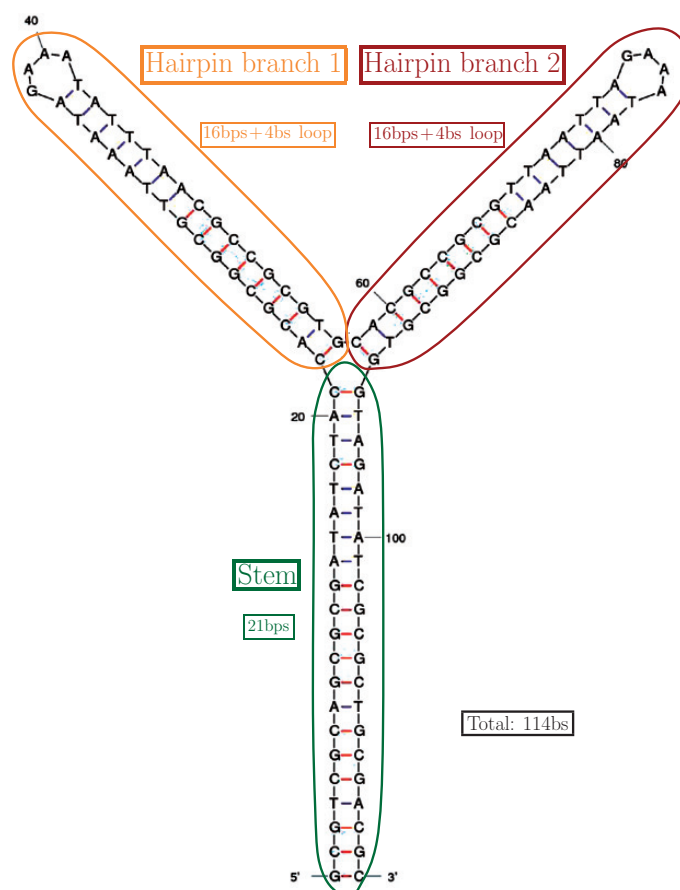 40
Hairpin branch 1
Hairpin branch 2
16bps+4bs loop
16bps+4bs loop
80
60
C A C G C G G C G T T A A A T A G A A A T A T T T A A C G C C G C G T G
C A C G C C G C G T T A A T T A G A A A T A A T T A A C G C G G C G T G
C G
20 A T
T A
C G
T A
A T
T A 100
A T
Stem
G C
C G
21bps
G C
C G
G C
A T
Total: 114bs
C G
G C
C G
T A
G C
C G
5' G C 3'